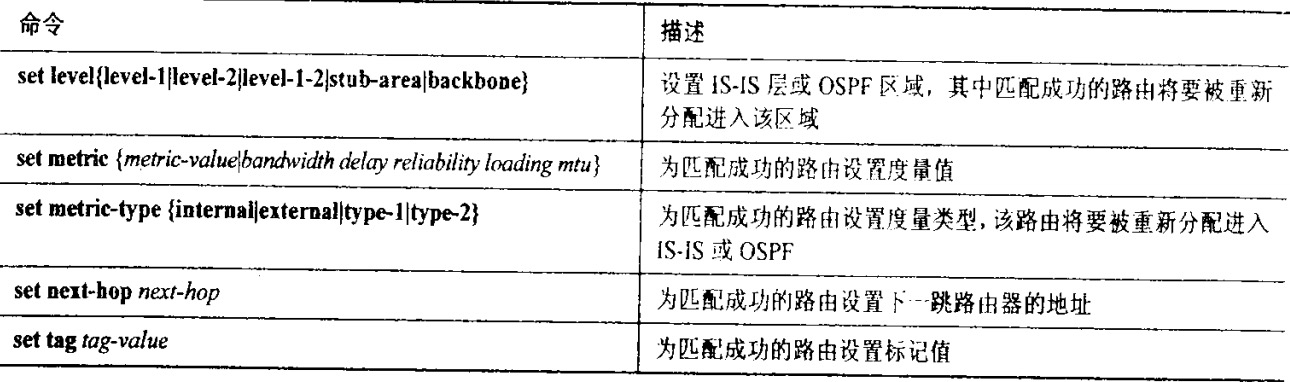 命令 描述
set level{level-1|level-2|level-1-2|stub-area|backbone} 设置 IS-IS 层或 OSPF 区域，其中匹配成功的路由将要被重新
分配进入该区域
set metric {metric-value|bandwidth delay reliability loading mtu} 为匹配成功的路由设置度量值
set metric-type {internal|external|type-1|type-2} 为匹配成功的路由设置度量类型，该路由将要被重新分配进入
IS-IS 或 OSPF
set next-hop next-hop 为匹配成功的路由设置下一跳路由器的地址
set tag tag-value 为匹配成功的路由设置标记值